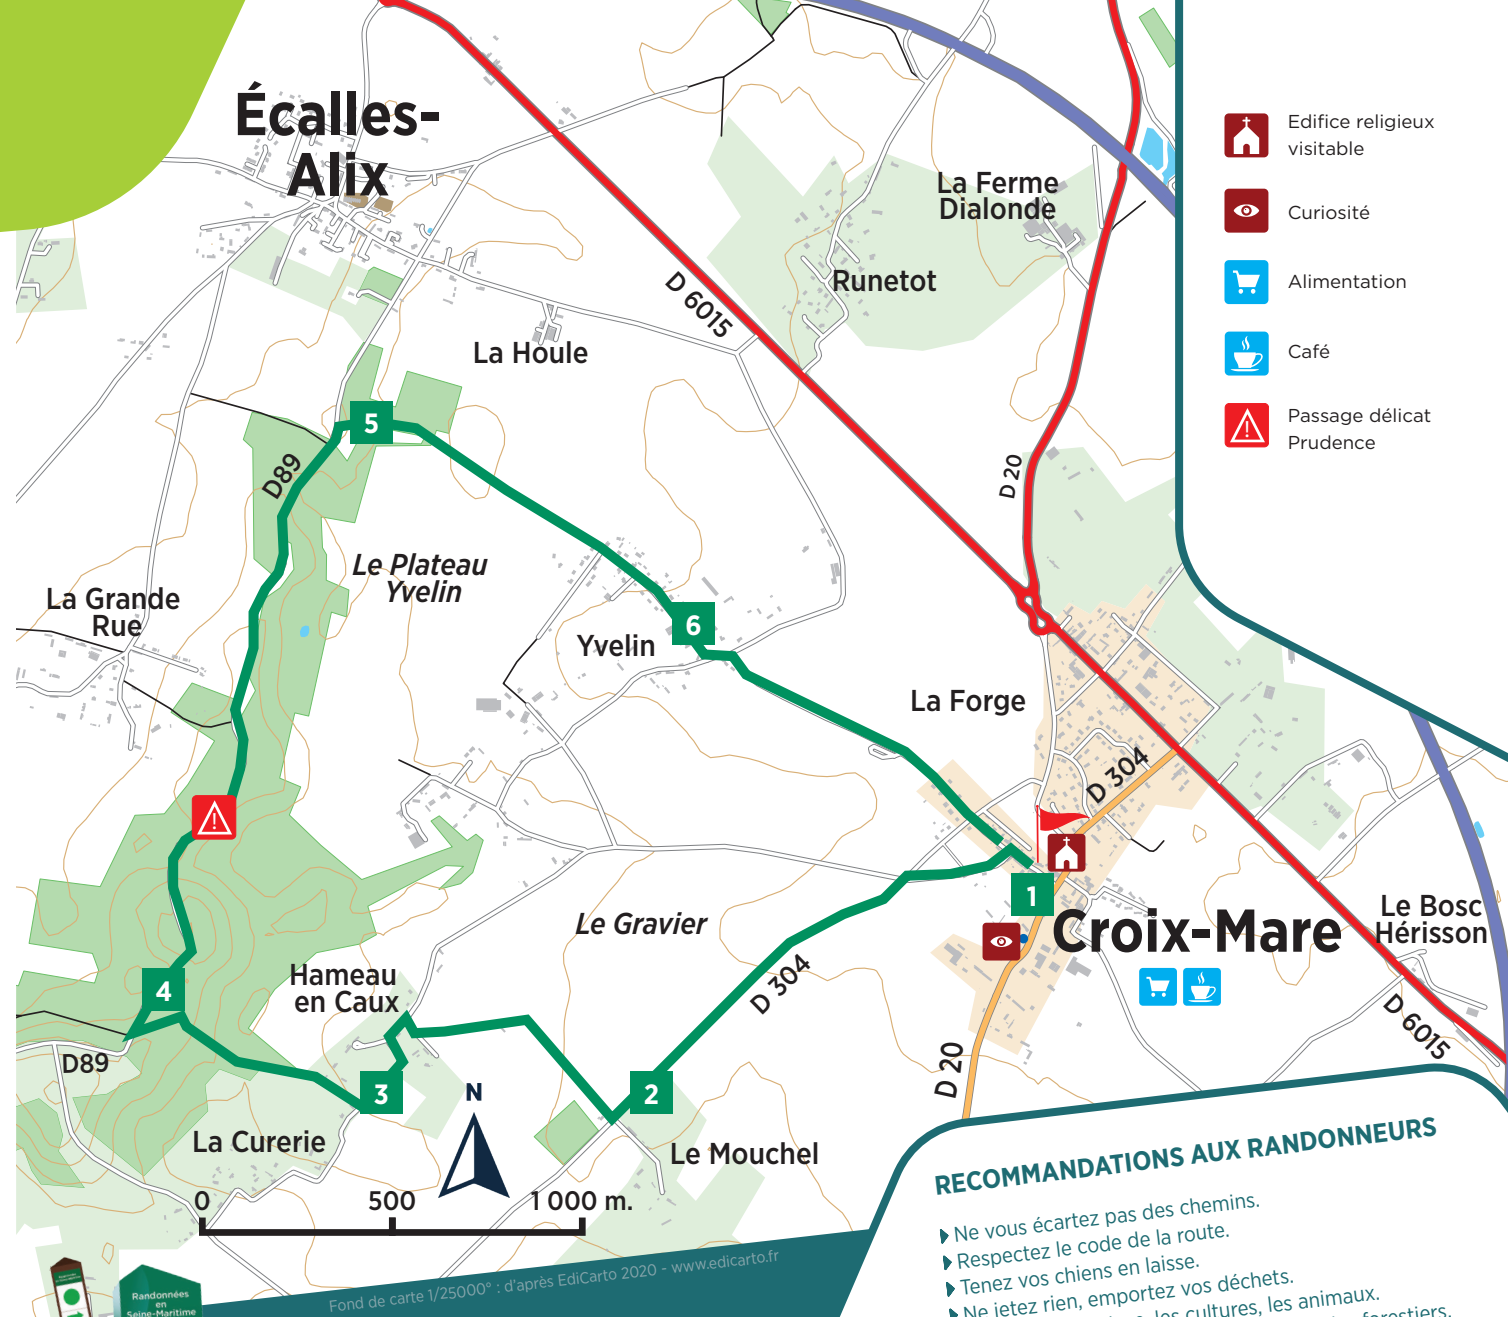 Écalles-
Alix
La Ferme
Dialonde
Runetot
D 6015
La Houle
D 20
5
D89
Le Plateau
Yvelin
La Grande
Rue
6
Yvelin
La Forge
D 304
1
Croix-Mare
Le Bosc
Hérisson
Le Gravier
Hameau
en Caux
4
D 304
D 6015
D89
D 20
3
2
N
La Curerie
Le Mouchel
0 500 1 000 m.
Edifice religieux
visitable
Curiosité
Alimentation
Café
Passage délicat
Prudence
RECOMMANDATIONS AUX RANDONNEURS
Ne vous écartez pas des chemins.
Respectez le code de la route.
Tenez vos chiens en laisse.
Ne jetez rien, emportez vos déchets.
les cultures, les animaux.
forestiers.
Fond de carte 1/25000° : d'après EdiCarto 2020 - www.edicarto.fr
Randonnées
en
Seine-Maritime